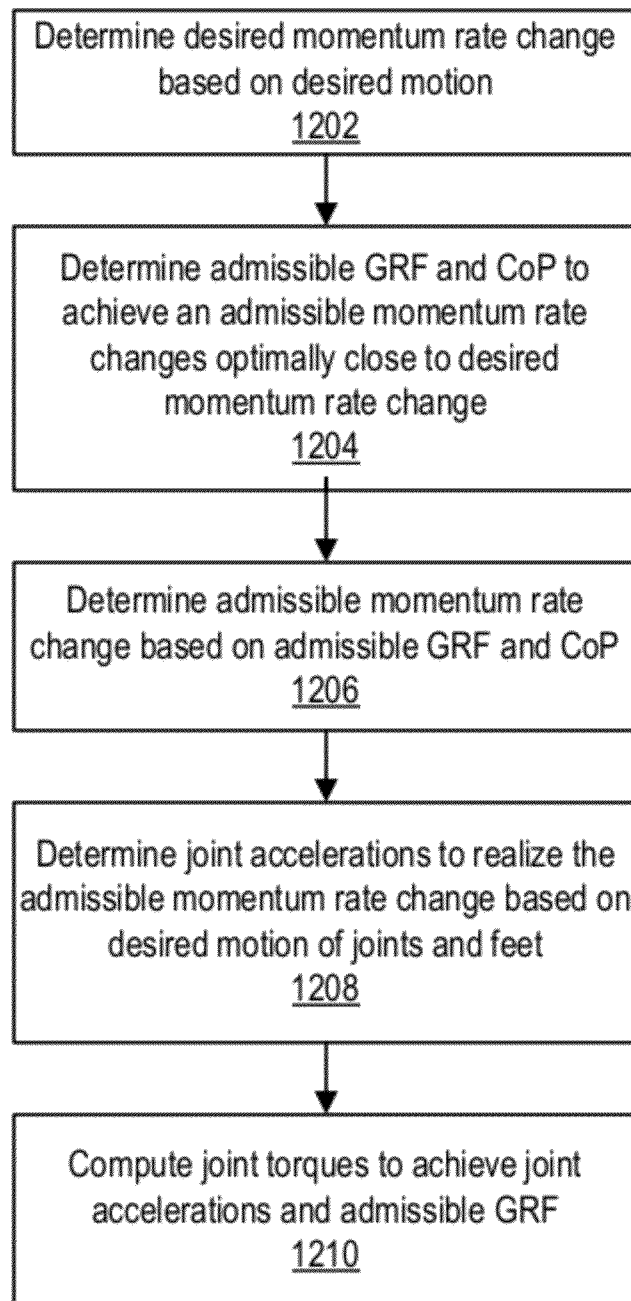 Determine desired momentum rate change
based on desired motion
1202
Determine admissible GRF and CoP to
achieve an admissible momentum rate
changes optimally close to desired
momentum rate change
1204
Determine admissible momentum rate
change based on admissible GRF and CoP
1206
Determine joint accelerations to realize the
admissible momentum rate change based on
desired motion of joints and feet
1208
Compute joint torques to achieve joint
accelerations and admissible GRF
1210